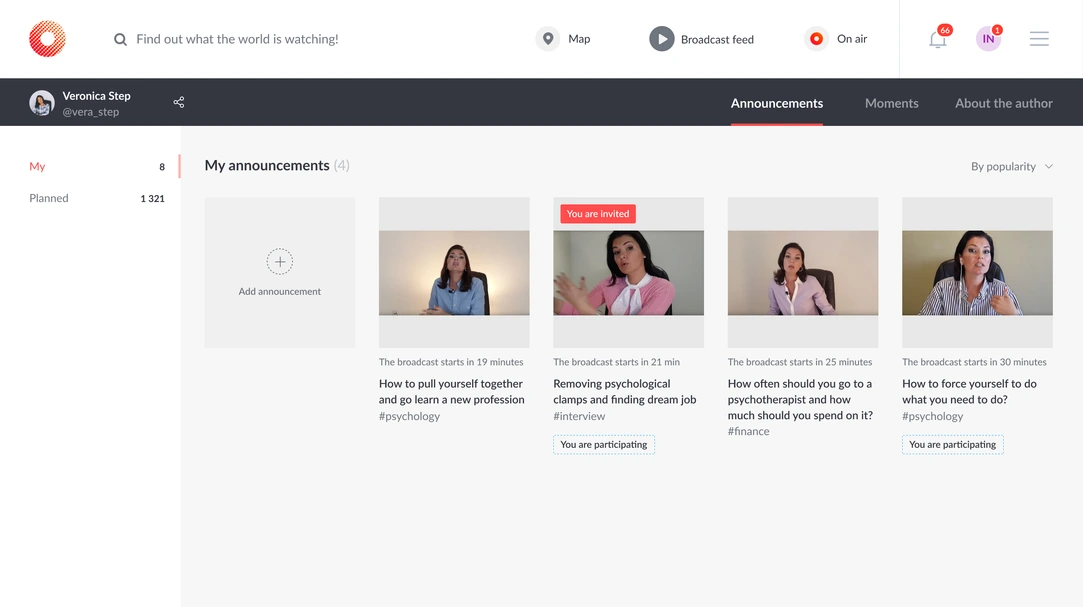 Find out what the world is watching!
Map
Broadcast feed
On air
66
IN
1
Veronica Step
@vera_step
Announcements
Moments
About the author
My
8
Planned
1 321
My announcements (4)
By popularity
Add announcement
The broadcast starts in 19 minutes
How to pull yourself together
and go learn a new profession
#psychology
You are invited
The broadcast starts in 21 min
Removing psychological
clamps and finding dream job
#interview
You are participating
The broadcast starts in 25 minutes
How often should you go to a
psychotherapist and how
much should you spend on it?
#finance
The broadcast starts in 30 minutes
How to force yourself to do
what you need to do?
#psychology
You are participating